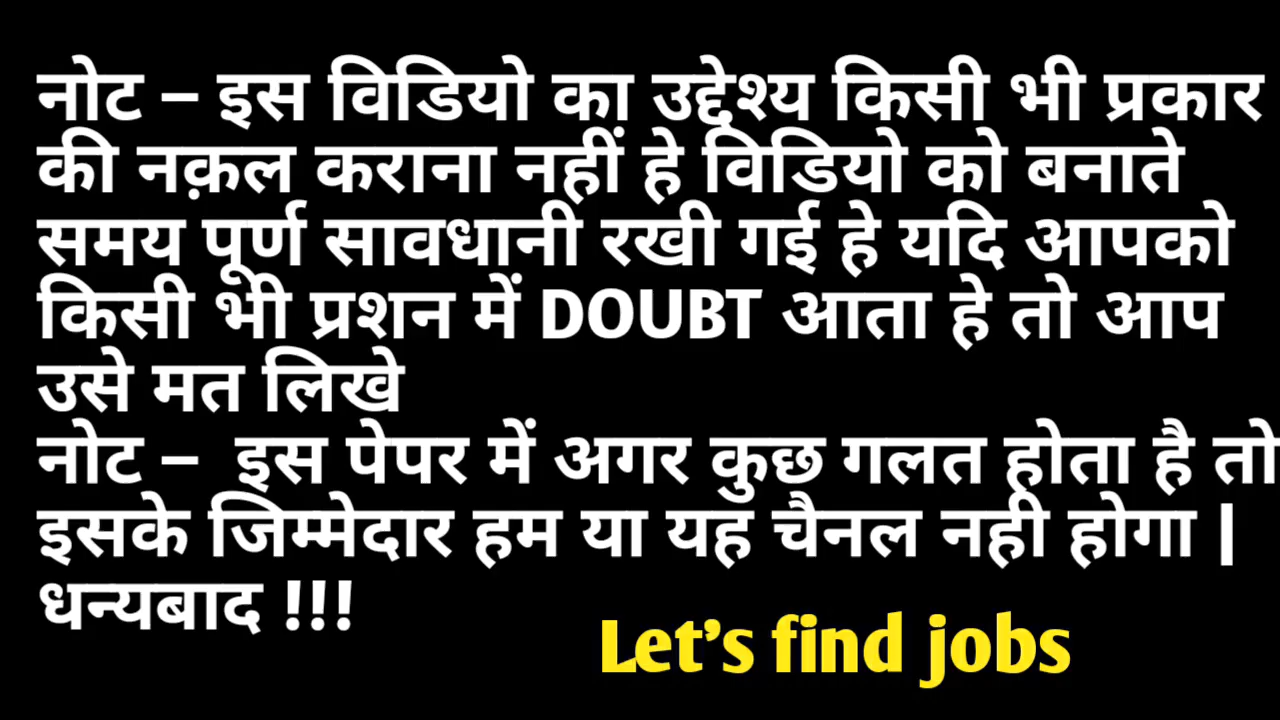 नोट – इस विडियो का उद्देश्य किसी भी प्रकार
की नक़ल कराना नहीं हे विडियो को बनाते
समय पूर्ण सावधानी रखी गई हे यदि आपको
किसी भी प्रशन में DOUBT आता हे तो आप
उसे मत लिखे
नोट – इस पेपर में अगर कुछ गलत होता है तो
इसके जिम्मेदार हम या यह चैनल नही होगा |
धन्यबाद !!!
Let's find jobs